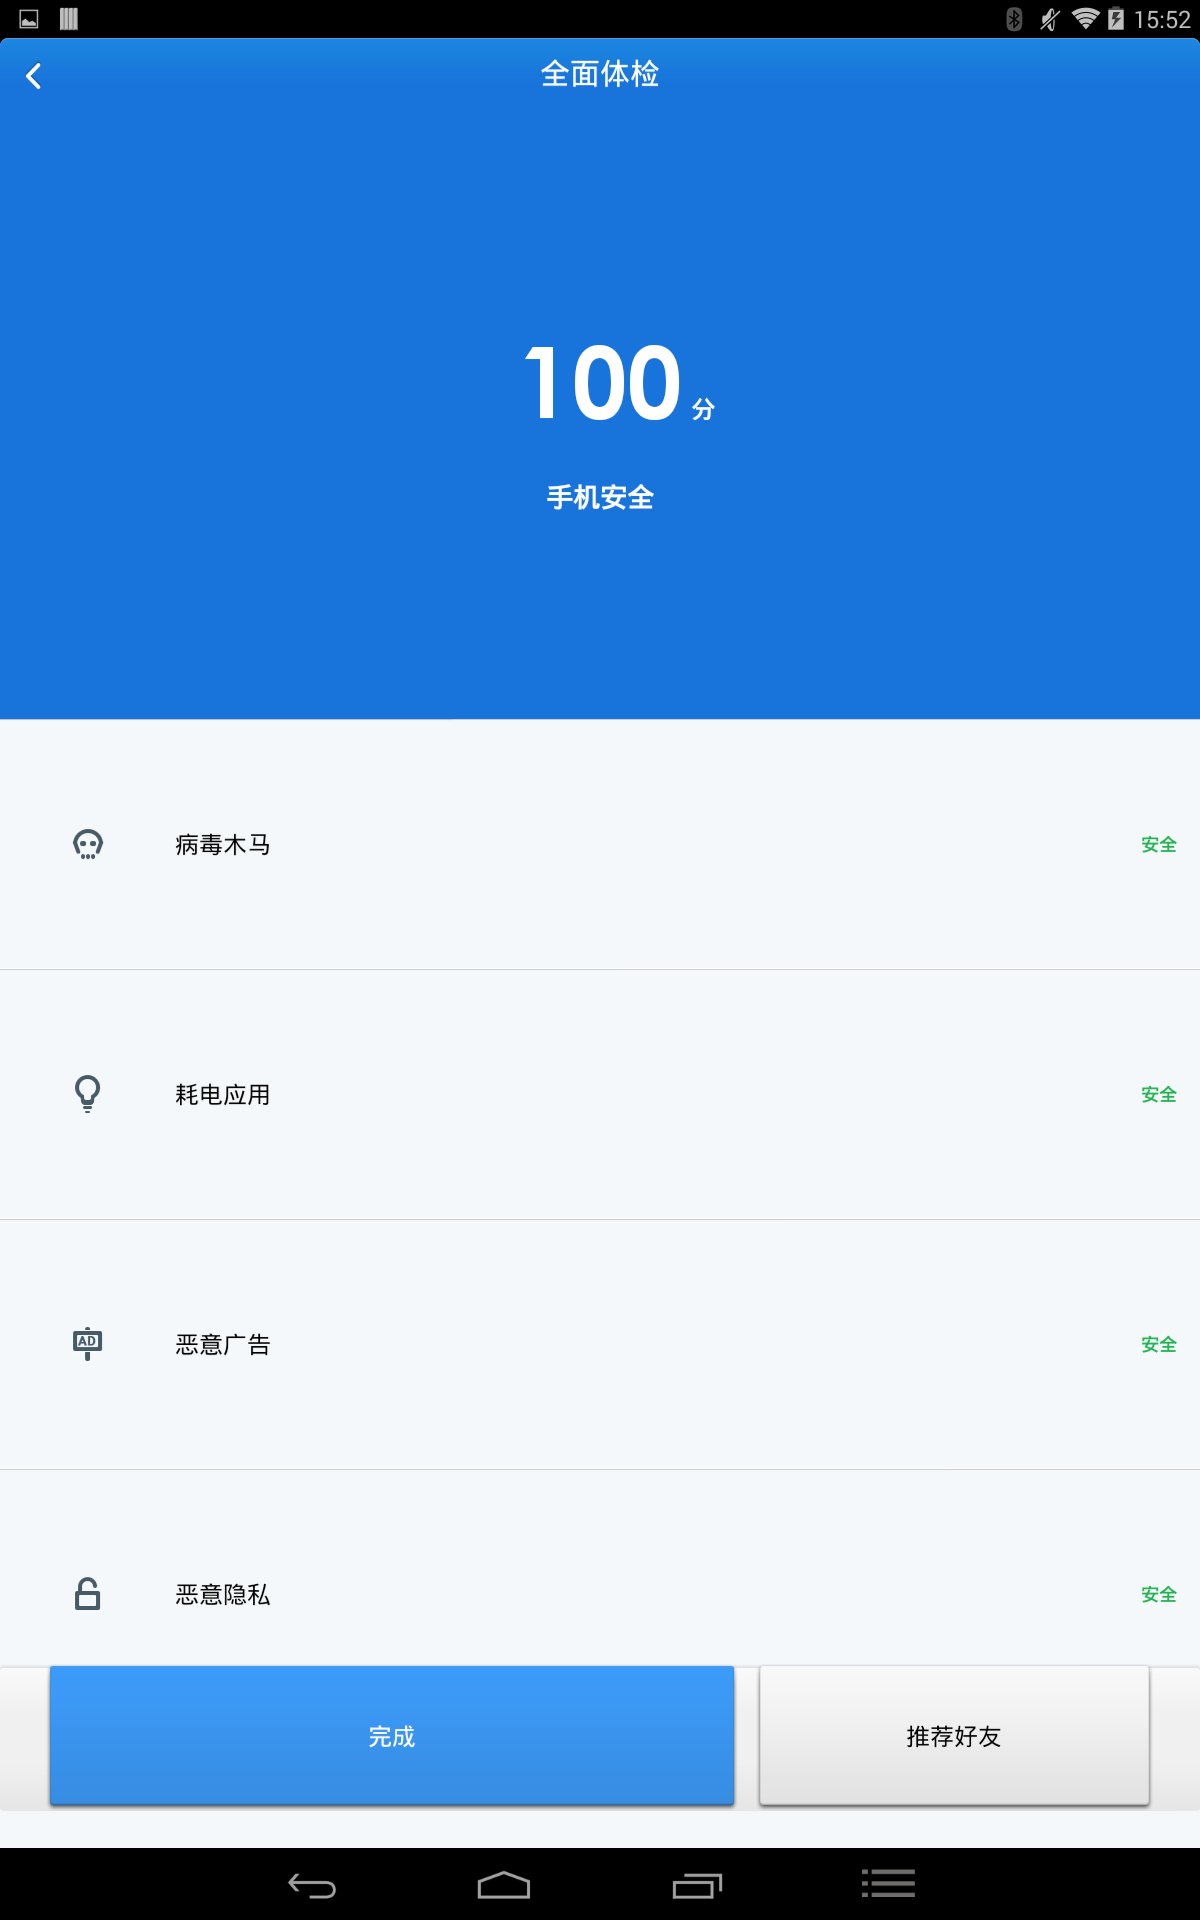 15:52
全面体检
100分
手机安全
病毒木马 安全
耗电应用 安全
AD
恶意广告 安全
恶意隐私 安全
完成 推荐好友